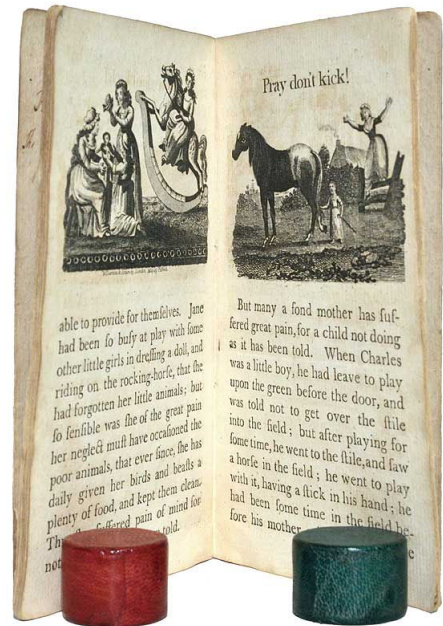 able to provide for themſelves. Jane
had been ſo buſy at play with ſome
other little girls in dreſſing a doll, and
riding on the rocking-horſe, that ſhe
had forgotten her little animals; but
ſo ſenſible was ſhe of the great pain
her neglect muſt have occaſioned the
poor animals, that ever ſince, ſhe has
daily given her birds and beaſts a
plenty of food, and kept them clean.
ſuffered pain of mind for
not told.
Pray don't kick!
But many a fond mother has ſuf-
fered great pain, for a child not doing
as it has been told. When Charles
was a little boy, he had leave to play
upon the green before the door, and
was told not to get over the ſtile
into the field; but after playing for
ſome time, he went to the ſtile, and ſaw
a horſe in the field; he went to play
with it, having a ſtick in his hand; he
had been ſome time in the field be-
fore his mother